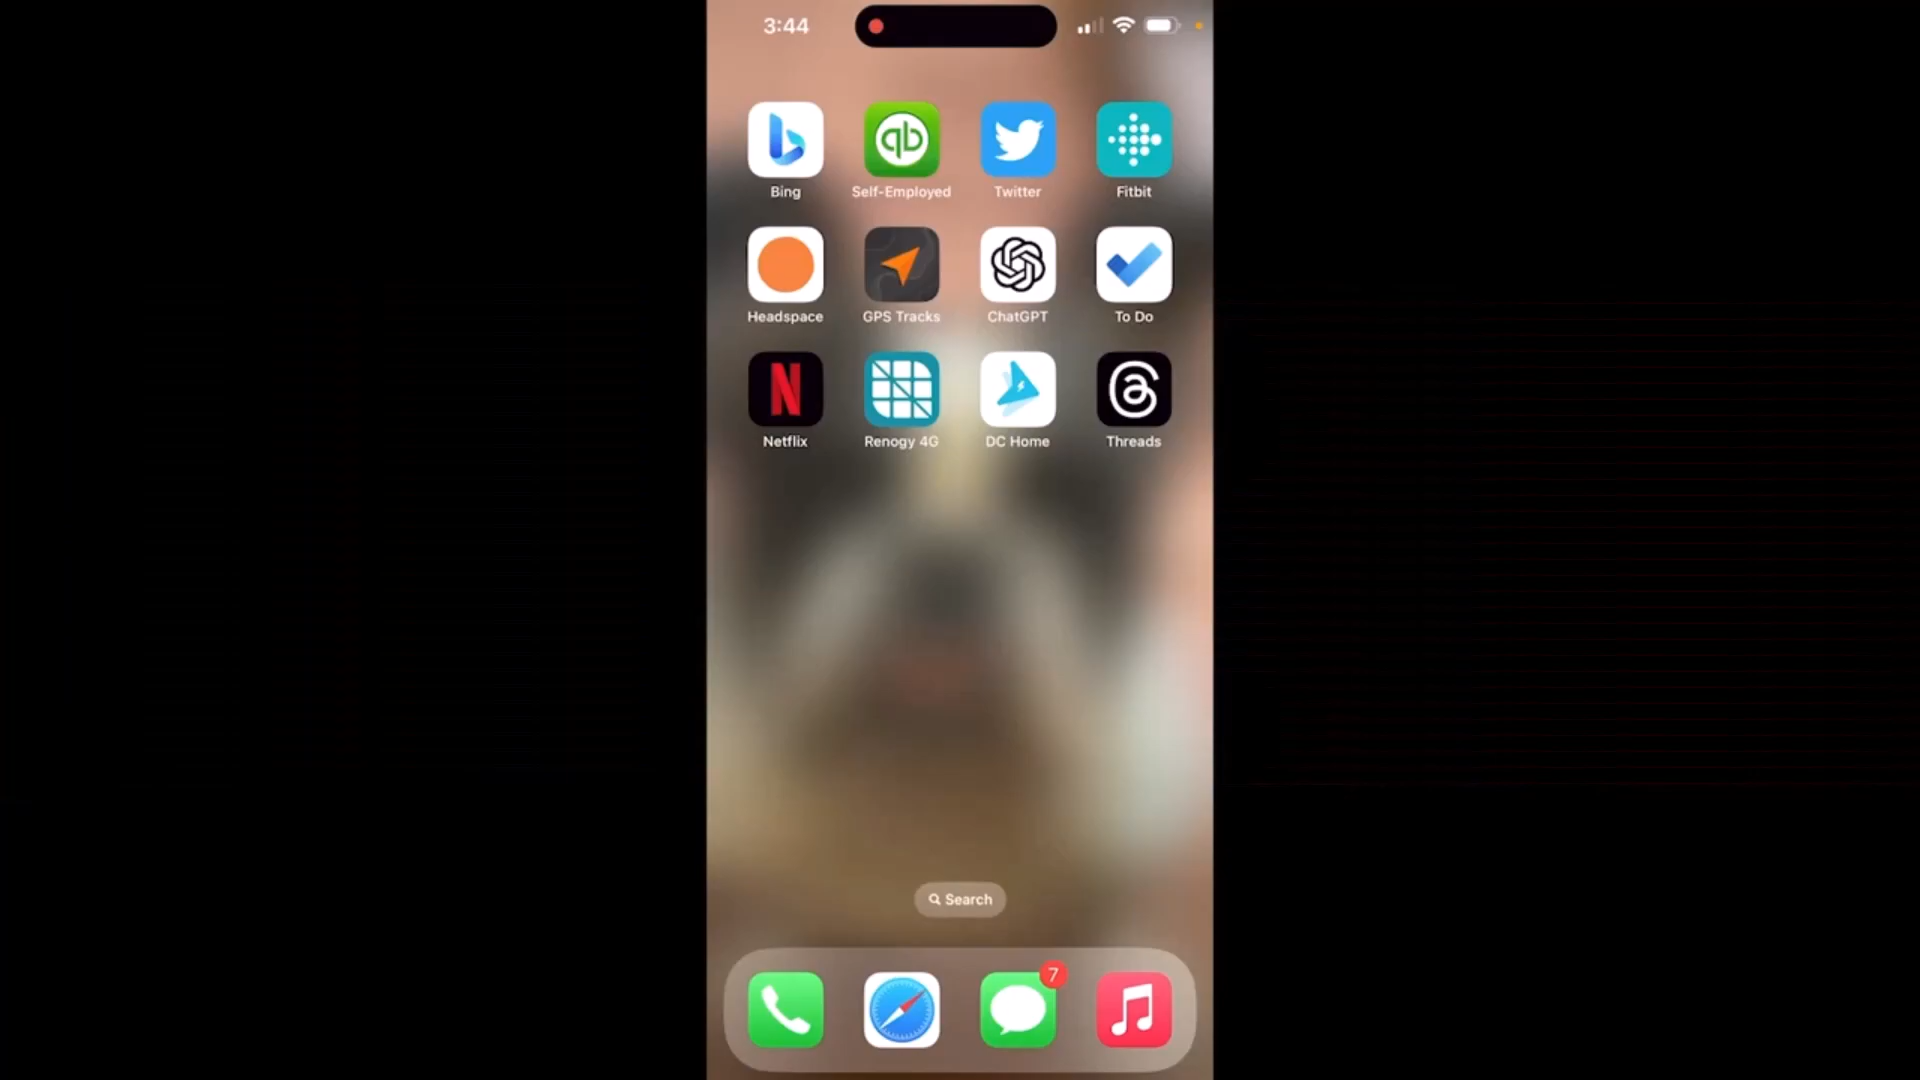 3:44
Bing
qb
Self-Employed
Twitter
Fitbit
Headspace
GPS Tracks
ChatGPT
To Do
N
Netflix
Renogy 4G
DC Home
Threads
Search
7